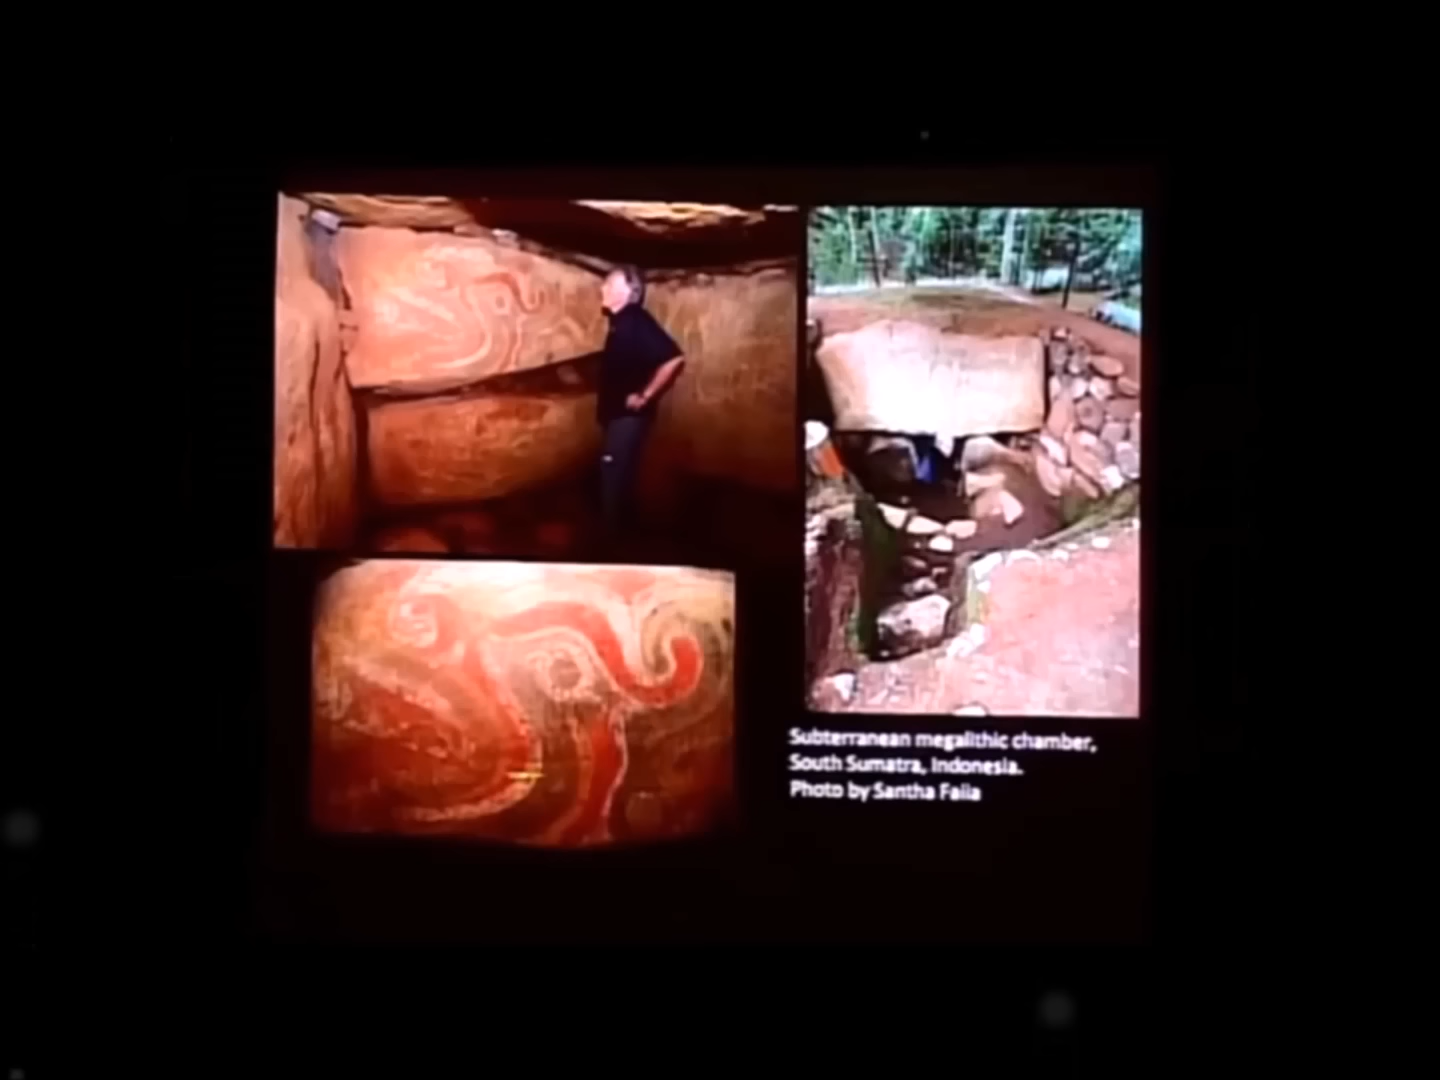 Subterranean megalithic chamber,
South Sumatra, Indonesia.
Photo by Santha Faiia